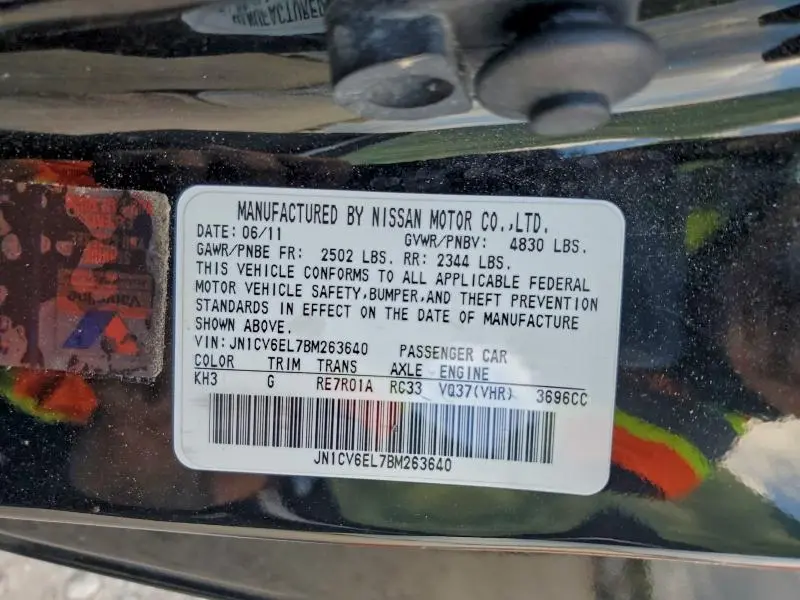 MANUFACTURED BY NISSAN MOTOR CO.,LTD.
DATE: 06/11 GVWR/PNBV: 4830 LBS.
GAWR/PNBE FR: 2502 LBS. RR: 2344 LBS.
THIS VEHICLE CONFORMS TO ALL APPLICABLE FEDERAL
MOTOR VEHICLE SAFETY,BUMPER,AND THEFT PREVENTION
STANDARDS IN EFFECT ON THE DATE OF MANUFACTURE
SHOWN ABOVE.
VIN:JN1CV6EL7BM263640 PASSENGER CAR
COLOR TRIM TRANS AXLE ENGINE
KH3 G RE7R01A RC33 VQ37(VHR) 3696CC
JN1CV6EL7BM263640